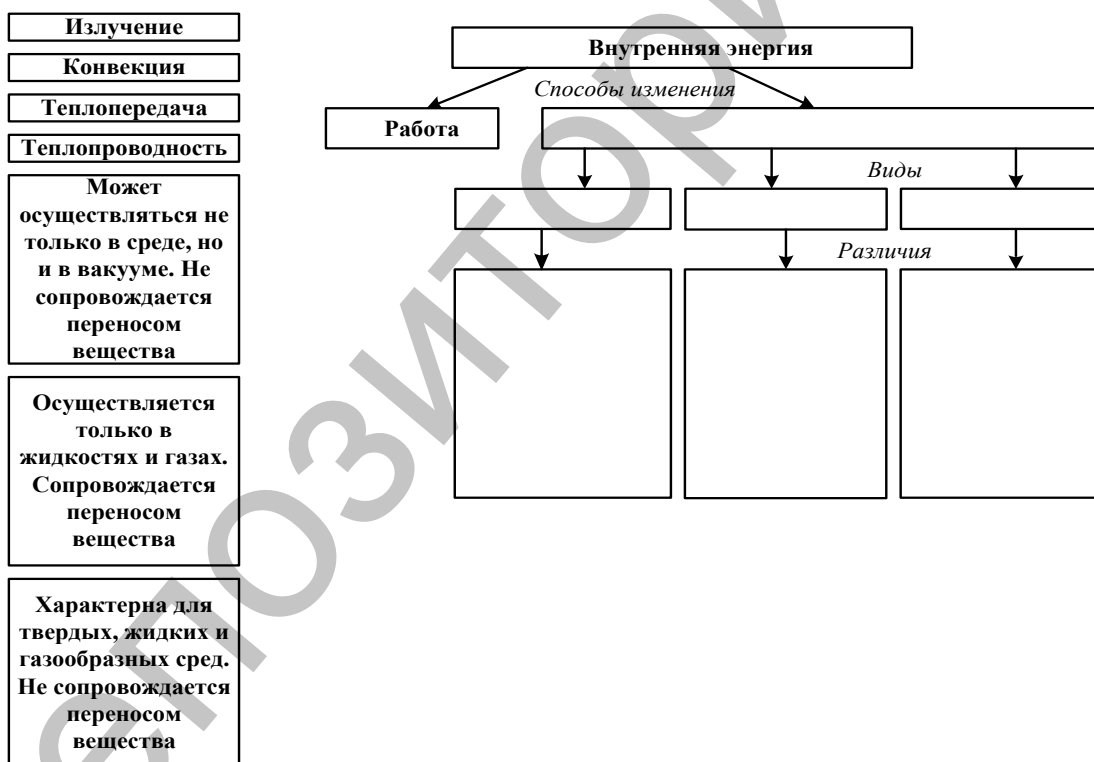 Излучение
Конвекция
Теплопередача
Теплопроводность
Может
осуществляться не
только в среде, но
и в вакууме. Не
сопровождается
переносом
вещества
Осуществляется
только в
жидкостях и газах.
Сопровождается
переносом
вещества
Характерна для
твердых, жидких и
газообразных сред.
Не сопровождается
переносом
вещества
Внутренняя энергия
Способы изменения
Работа
Виды
Различия
епозитори